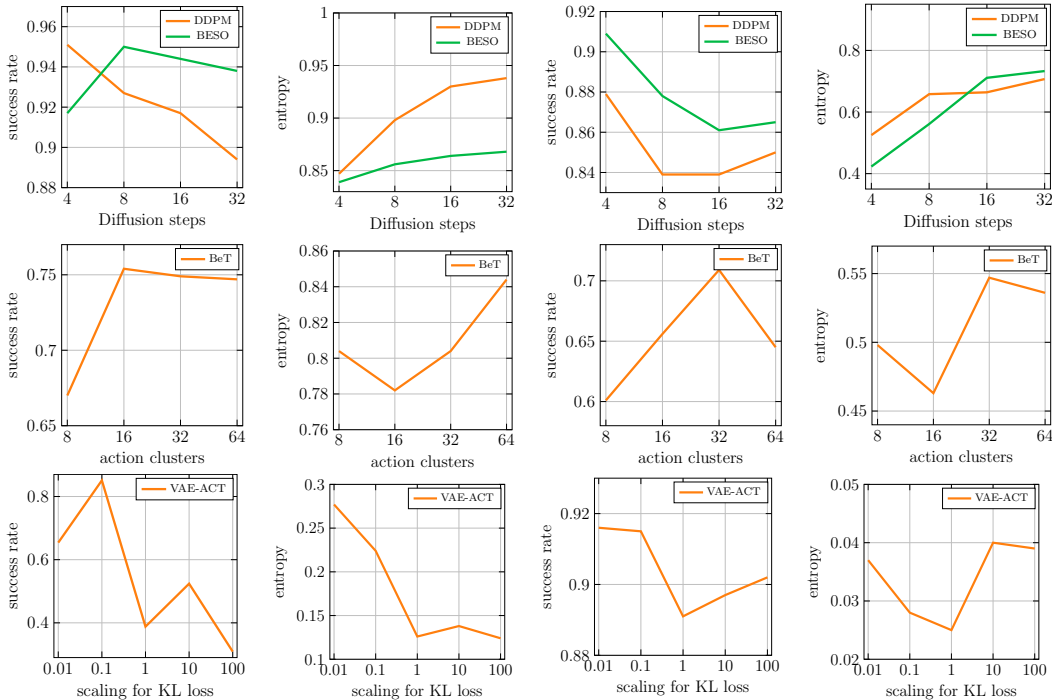 0.96
0.94
0.92
0.9
0.88
success rate
DDPM
BESO
4
8
16
32
Diffusion steps
1
0.95
0.9
0.85
entropy
DDPM
BESO
4
8
16
32
Diffusion steps
0.92
0.9
0.88
0.86
0.84
success rate
DDPM
BESO
4
8
16
32
Diffusion steps
0.8
0.6
0.4
entropy
DDPM
BESO
4
8
16
32
Diffusion steps
0.75
0.7
0.65
success rate
BeT
8
16
32
64
action clusters
0.86
0.84
0.82
0.8
0.78
0.76
entropy
BeT
8
16
32
64
action clusters
0.7
0.65
0.6
success rate
BeT
8
16
32
64
action clusters
0.55
0.5
0.45
entropy
BeT
8
16
32
64
action clusters
0.8
0.6
0.4
success rate
VAE-ACT
0.01
0.1
1
10
100
scaling for KL loss
0.3
0.25
0.2
0.15
0.1
entropy
VAE-ACT
0.01
0.1
1
10
100
scaling for KL loss
0.92
0.9
0.88
success rate
VAE-ACT
0.01
0.1
1
10
100
scaling for KL loss
0.05
0.04
0.03
0.02
entropy
VAE-ACT
0.01
0.1
1
10
100
scaling for KL loss